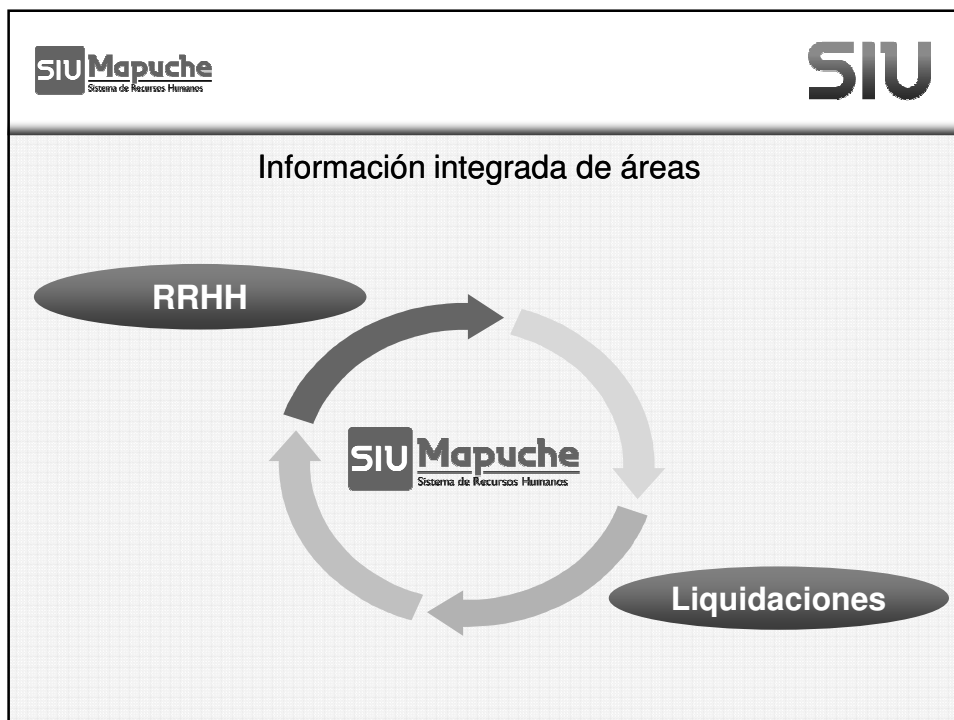 SIU Mapuche
Sistema de Recursos Humanos
SIU
Información integrada de áreas
RRHH
SIU Mapuche
Sistema de Recursos Humanos
Liquidaciones